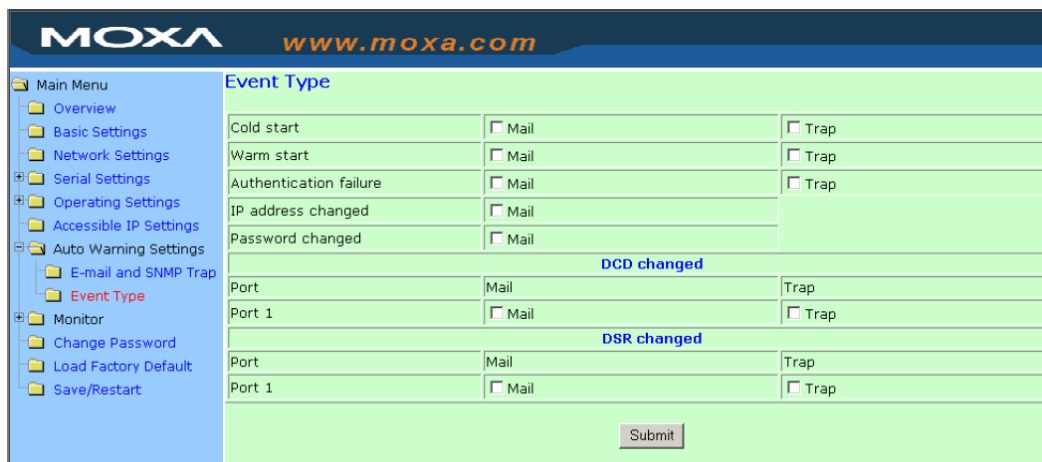 MOXA www.moxa.com
Main Menu
Overview
Basic Settings
Network Settings
Serial Settings
Operating Settings
Accessible IP Settings
Auto Warning Settings
E-mail and SNMP Trap
Event Type
Monitor
Change Password
Load Factory Default
Save/Restart
Event Type
Cold start Mail Trap
Warm start Mail Trap
Authentication failure Mail Trap
IP address changed Mail
Password changed Mail
DCD changed
Port Mail Trap
Port 1 Mail Trap
DSR changed
Port Mail Trap
Port 1 Mail Trap
Submit